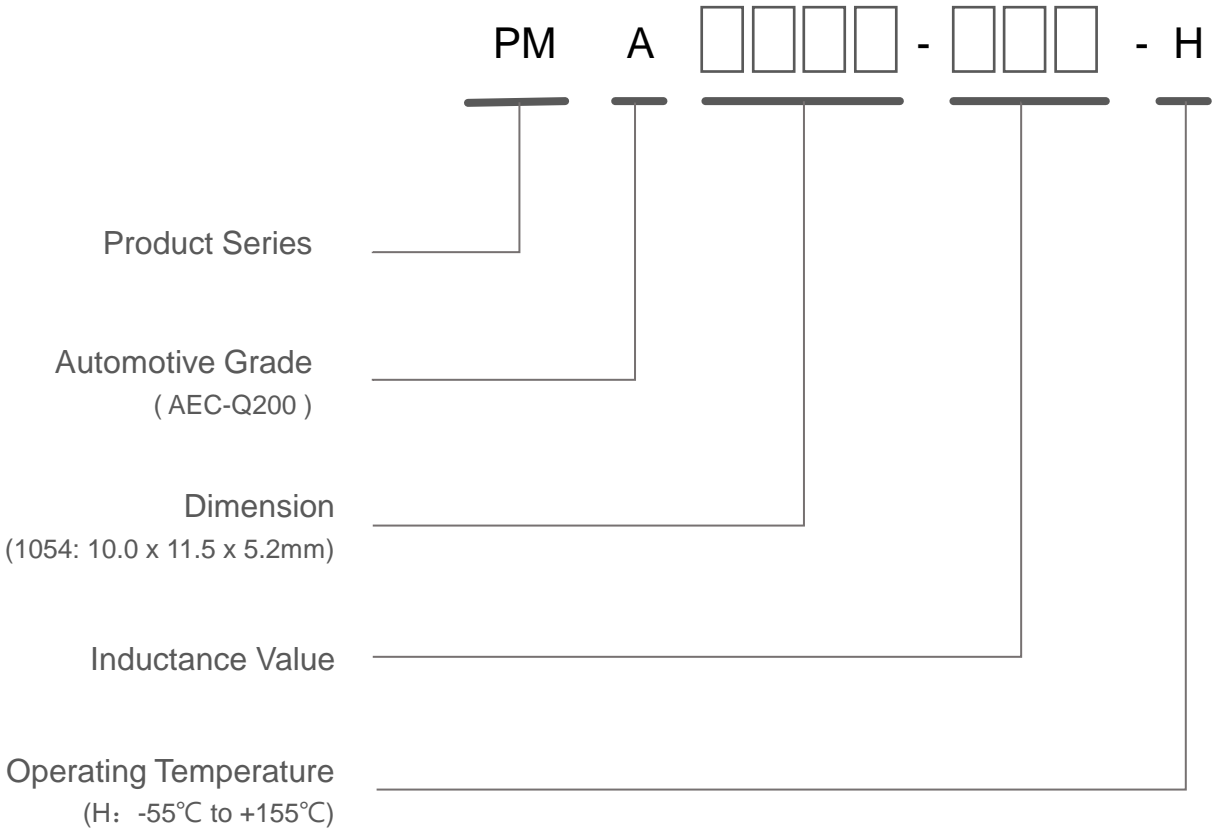 PM A □□□□ - □□□ - H
Product Series
Automotive Grade
( AEC-Q200 )
Dimension
(1054: 10.0 x 11.5 x 5.2mm)
Inductance Value
Operating Temperature
(H：-55℃ to +155℃)